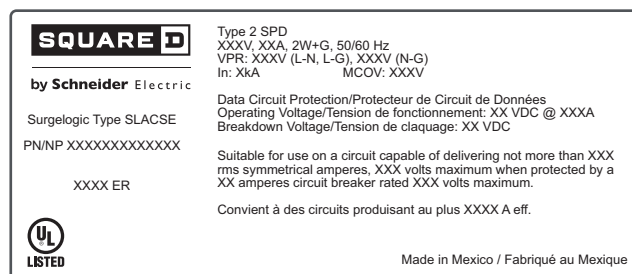 SQUARE D
by Schneider Electric
Surgelogic Type SLACSE
PN/NP XXXXXXXXXXXXX
XXXX ER
UL
LISTED
Type 2 SPD
XXXV, XXA, 2W+G, 50/60 Hz
VPR: XXXV (L-N, L-G), XXXV (N-G)
In: XkA MCOV: XXXV
Data Circuit Protection/Protecteur de Circuit de Données
Operating Voltage/Tension de fonctionnement: XX VDC @ XXXA
Breakdown Voltage/Tension de claquage: XX VDC
Suitable for use on a circuit capable of delivering not more than XXX
rms symmetrical amperes, XXX volts maximum when protected by a
XX amperes circuit breaker rated XXX volts maximum.
Convient à des circuits produisant au plus XXXX A eff.
Made in Mexico / Fabriqué au Mexique